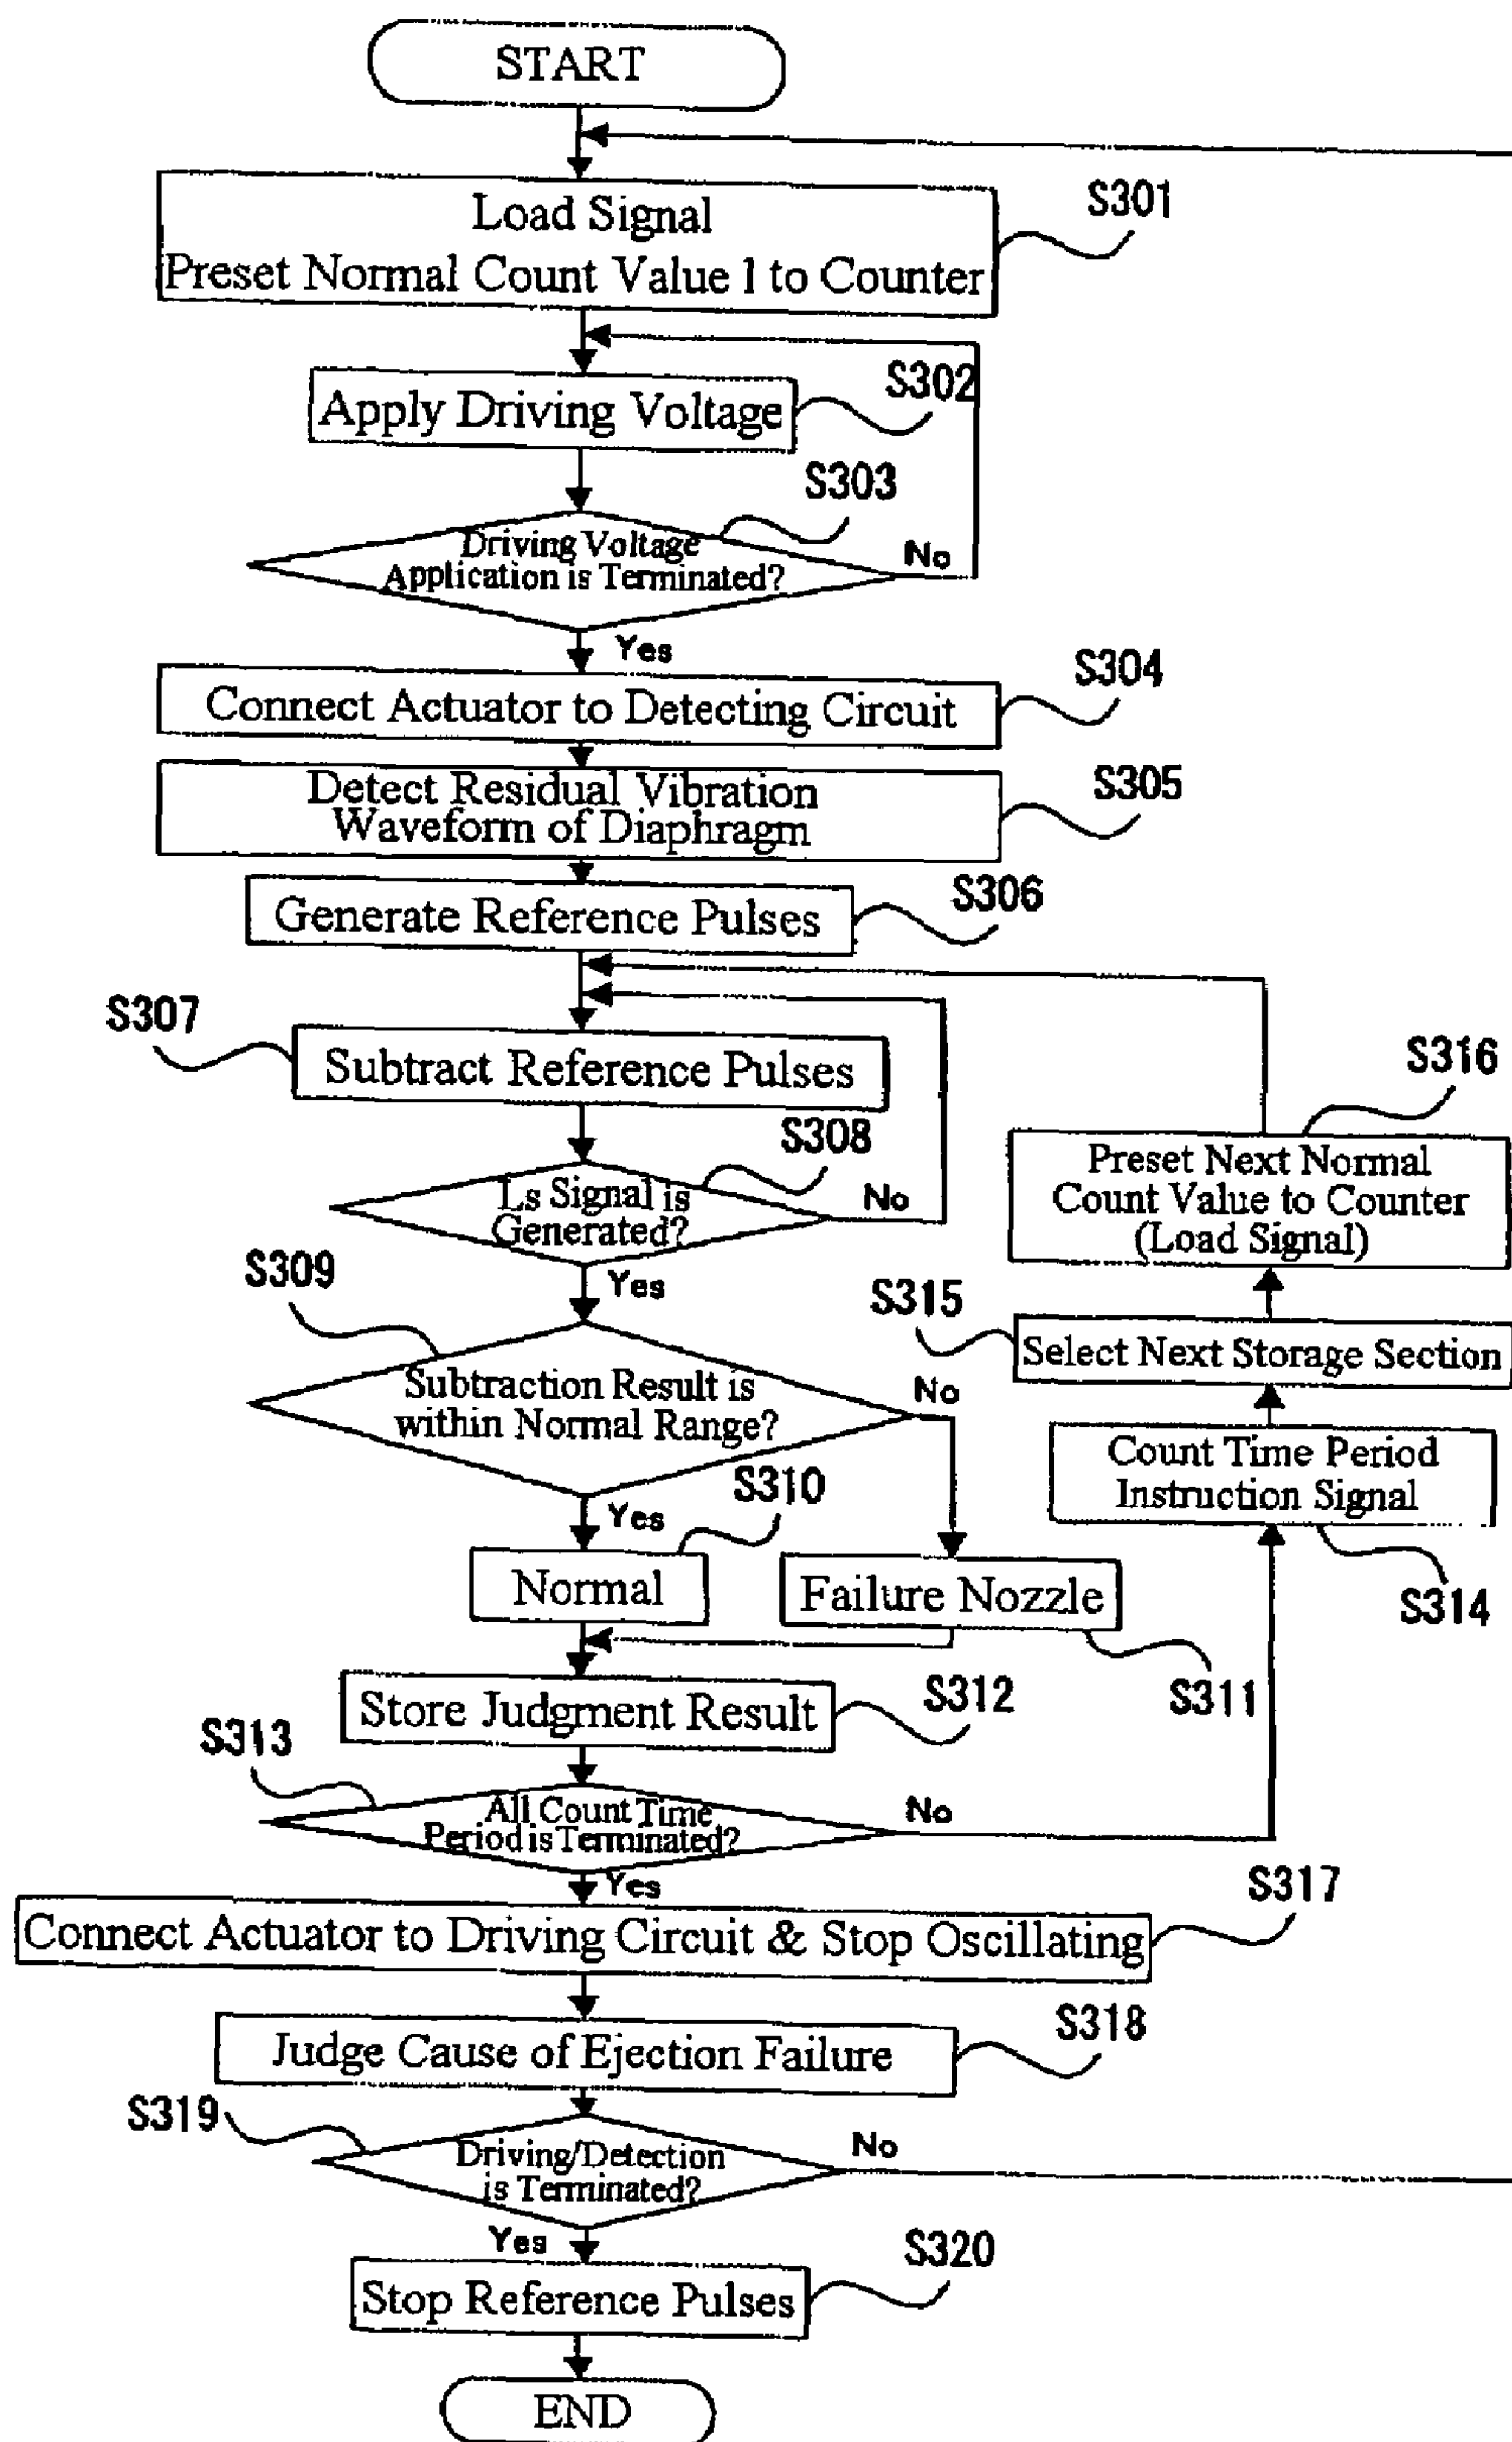 START
S301
Load Signal
Preset Normal Count Value 1 to Counter
S302
Apply Driving Voltage
S303
Driving Voltage
Application is Terminated?
No
Yes
S304
Connect Actuator to Detecting Circuit
S305
Detect Residual Vibration
Waveform of Diaphragm
S306
Generate Reference Pulses
S307
Subtract Reference Pulses
S308
Ls Signal is
Generated?
No
Yes
S309
Subtraction Result is
within Normal Range?
No
Yes
S310
Normal
Failure Nozzle
S311
S312
Store Judgment Result
S313
All Count Time
Period is Terminated?
No
Yes
S316
Preset Next Normal
Count Value to Counter
(Load Signal)
S315
Select Next Storage Section
Count Time Period
Instruction Signal
S314
S317
Connect Actuator to Driving Circuit & Stop Oscillating
S318
Judge Cause of Ejection Failure
S319
Driving/Detection
is Terminated?
No
Yes
S320
Stop Reference Pulses
END